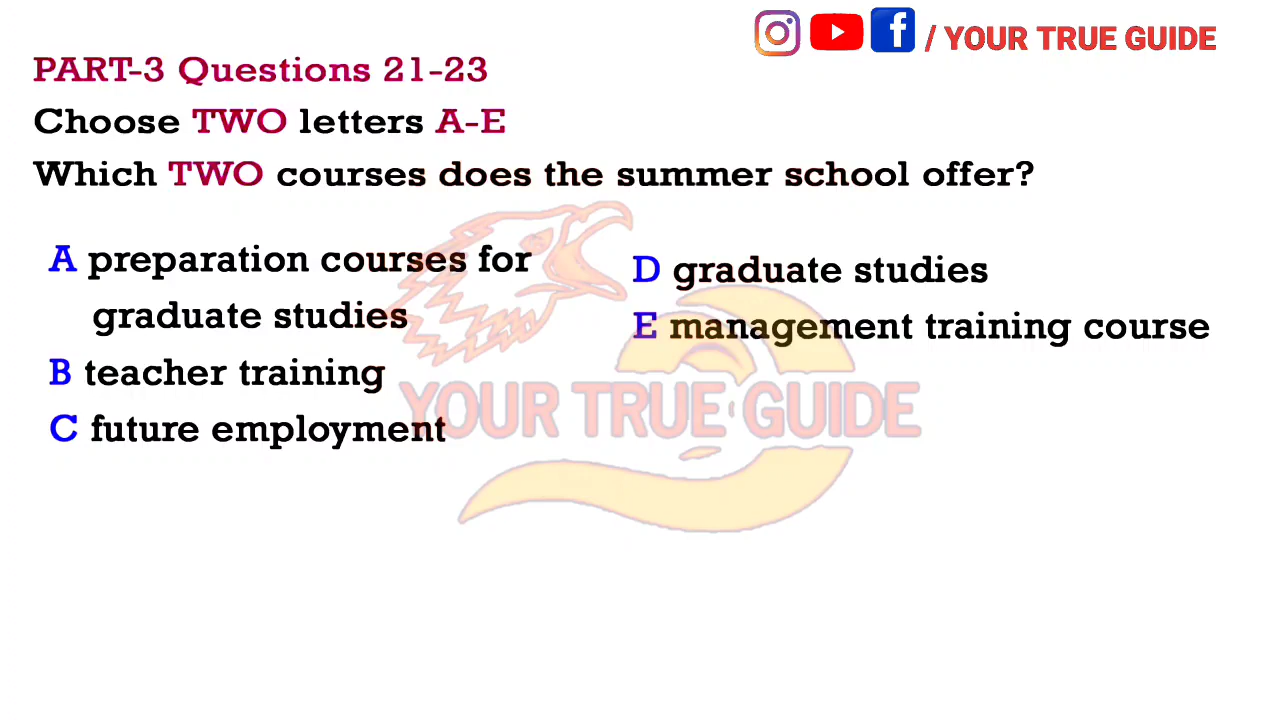 / YOUR TRUE GUIDE
PART-3 Questions 21-23
Choose TWO letters A-E
Which TWO courses does the summer school offer?
A preparation courses for
graduate studies
B teacher training
C future employment
D graduate studies
E management training course
YOUR TRUE GUIDE